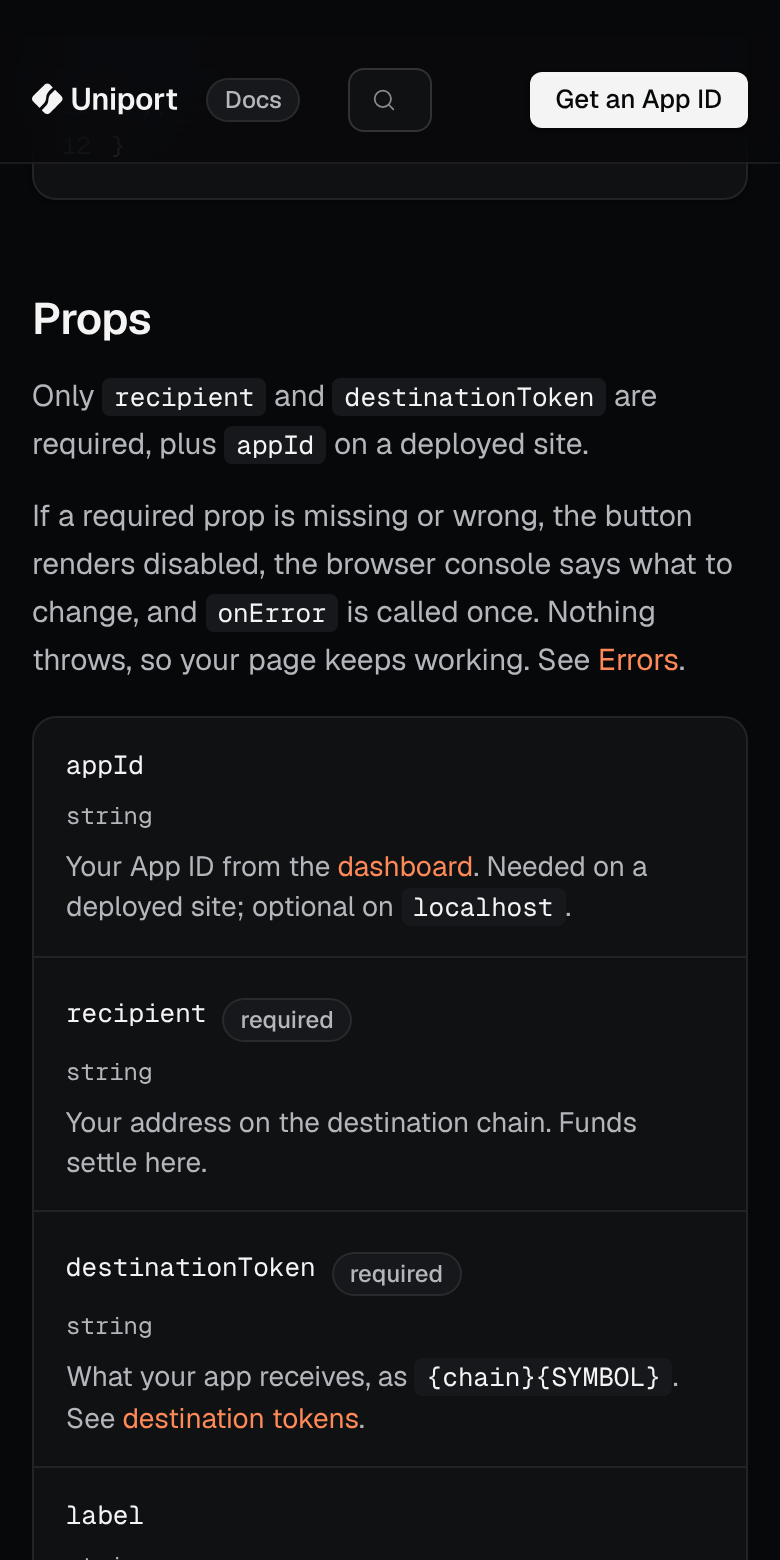 Uniport
Docs
Get an App ID
12 }
Props
Only recipient and destinationToken are
required, plus appId on a deployed site.
If a required prop is missing or wrong, the button
renders disabled, the browser console says what to
change, and onError is called once. Nothing
throws, so your page keeps working. See Errors.
appId
string
Your App ID from the dashboard. Needed on a
deployed site; optional on localhost.
recipient required
string
Your address on the destination chain. Funds
settle here.
destinationToken required
string
What your app receives, as {chain}{SYMBOL}.
See destination tokens.
label